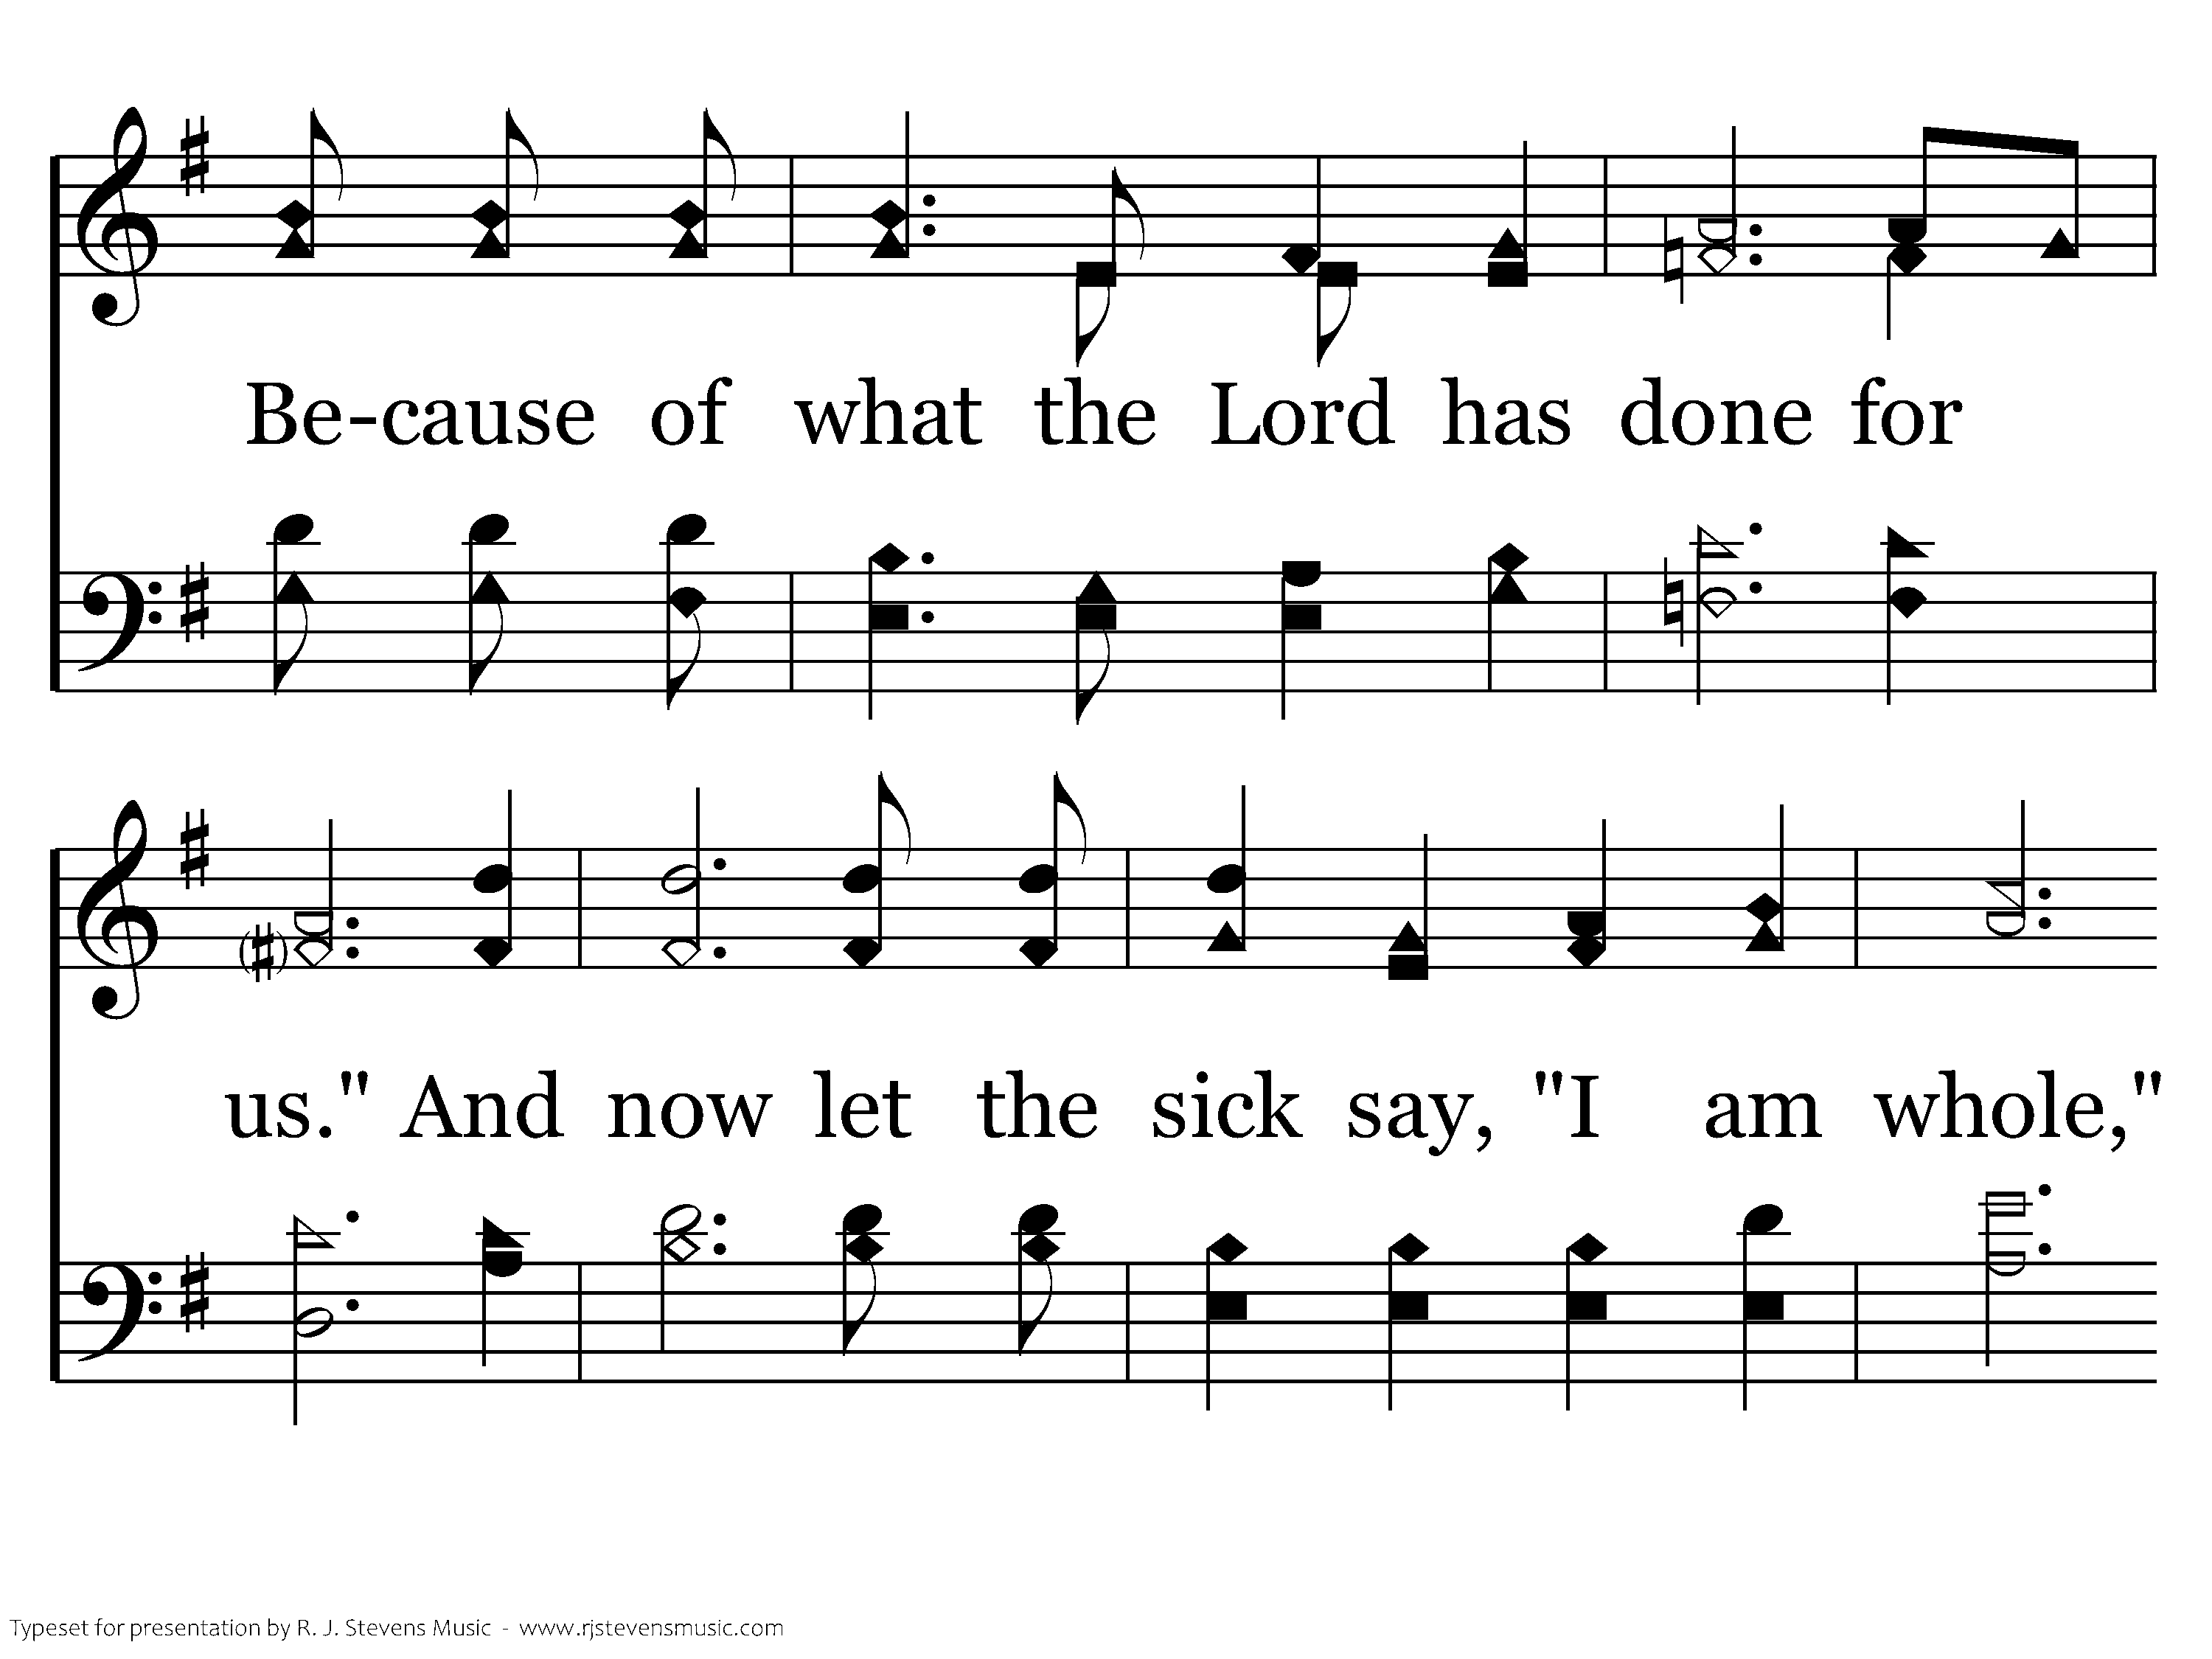 Be-cause of what the Lord has done for
us." And now let the sick say, "I am whole,"
Typeset for presentation by R. J. Stevens Music - www.rjstevensmusic.com